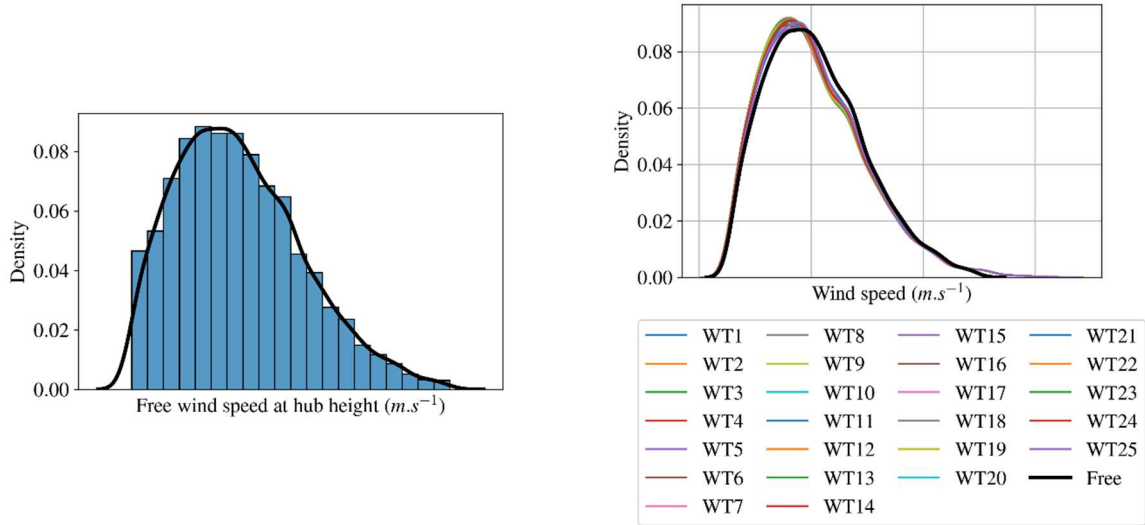 0.08
0.06
0.04
0.02
0.00
Density
Free wind speed at hub height (m.s⁻¹)
0.08
0.06
0.04
0.02
0.00
Density
Wind speed (m.s⁻¹)
WT1 WT8 WT15 WT21
WT2 WT9 WT16 WT22
WT3 WT10 WT17 WT23
WT4 WT11 WT18 WT24
WT5 WT12 WT19 WT25
WT6 WT13 WT20 Free
WT7 WT14